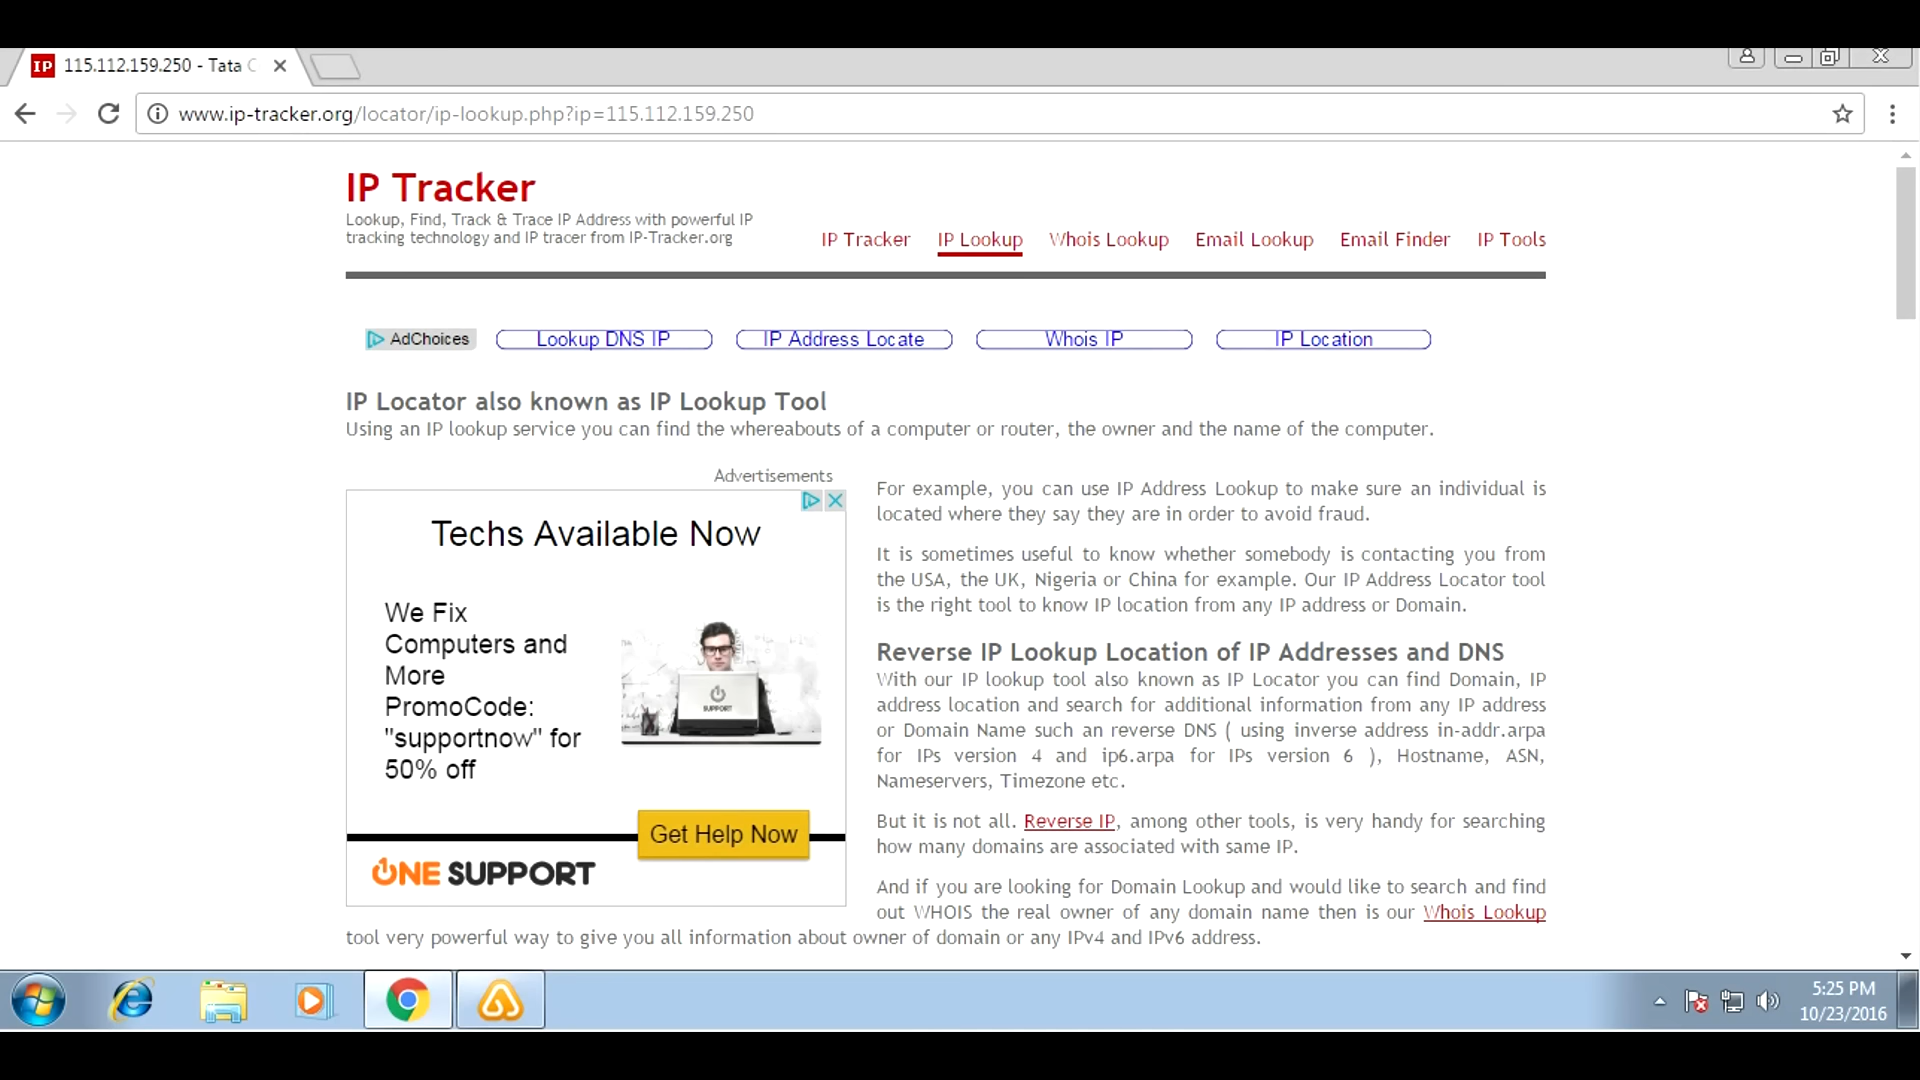 IP 115.112.159.250 - Tata C
www.ip-tracker.org/locator/ip-lookup.php?ip=115.112.159.250
IP Tracker
Lookup, Find, Track & Trace IP Address with powerful IP
tracking technology and IP tracer from IP-Tracker.org
IP Tracker IP Lookup Whois Lookup Email Lookup Email Finder IP Tools
AdChoices Lookup DNS IP IP Address Locate Whois IP IP Location
IP Locator also known as IP Lookup Tool
Using an IP lookup service you can find the whereabouts of a computer or router, the owner and the name of the computer.
Advertisements
Techs Available Now
We Fix
Computers and
More
PromoCode:
"supportnow" for
50% off
SUPPORT
Get Help Now
ONE SUPPORT
For example, you can use IP Address Lookup to make sure an individual is
located where they say they are in order to avoid fraud.
It is sometimes useful to know whether somebody is contacting you from
the USA, the UK, Nigeria or China for example. Our IP Address Locator tool
is the right tool to know IP location from any IP address or Domain.
Reverse IP Lookup Location of IP Addresses and DNS
With our IP lookup tool also known as IP Locator you can find Domain, IP
address location and search for additional information from any IP address
or Domain Name such an reverse DNS ( using inverse address in-addr.arpa
for IPs version 4 and ip6.arpa for IPs version 6 ), Hostname, ASN,
Nameservers, Timezone etc.
But it is not all. Reverse IP, among other tools, is very handy for searching
how many domains are associated with same IP.
And if you are looking for Domain Lookup and would like to search and find
out WHOIS the real owner of any domain name then is our Whois Lookup
tool very powerful way to give you all information about owner of domain or any IPv4 and IPv6 address.
5:25 PM
10/23/2016